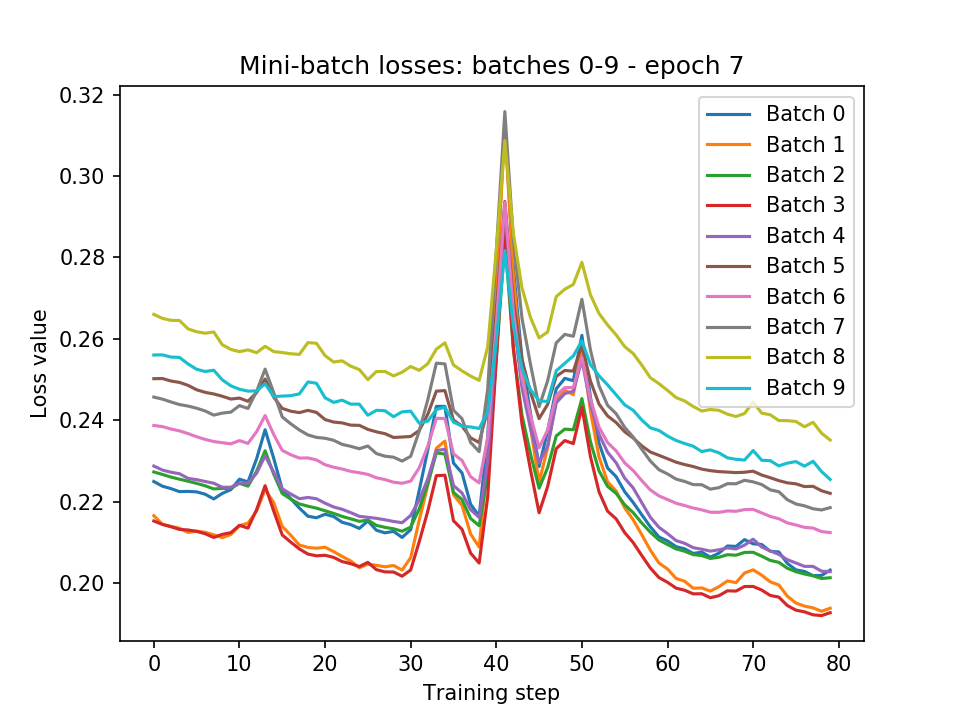 Mini-batch losses: batches 0-9 - epoch 7
0.32
0.30
0.28
0.26
0.24
0.22
0.20
Loss value
Batch 0
Batch 1
Batch 2
Batch 3
Batch 4
Batch 5
Batch 6
Batch 7
Batch 8
Batch 9
0 10 20 30 40 50 60 70 80
Training step